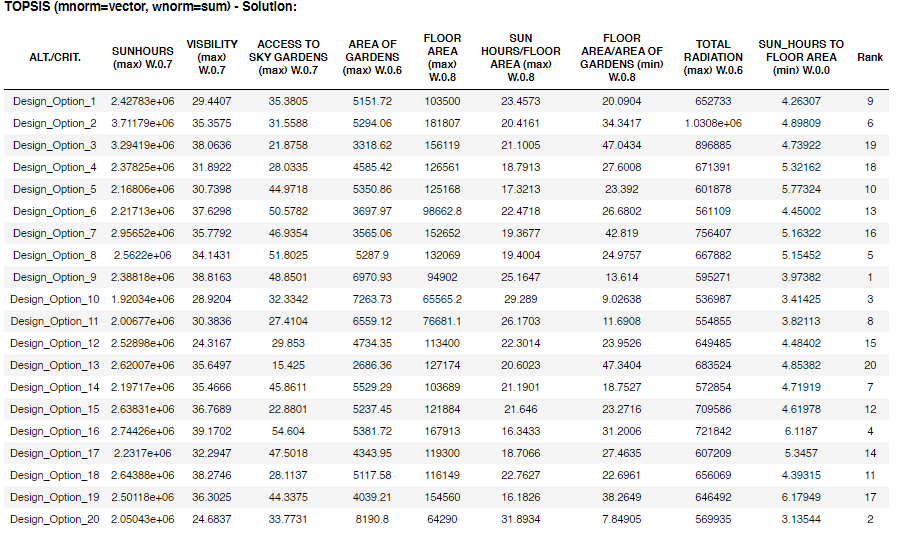 TOPSIS (mnorm=vector, wnorm=sum) - Solution:
ALT./CRIT. SUNHOURS (max) W.0.7 VISBILITY (max) W.0.7 ACCESS TO SKY GARDENS (max) W.0.7 AREA OF GARDENS (max) W.0.6 FLOOR AREA (max) W.0.8 SUN HOURS/FLOOR AREA (max) W.0.8 FLOOR AREA/AREA OF GARDENS (min) W.0.8 TOTAL RADIATION (max) W.0.6 SUN_HOURS TO FLOOR AREA (min) W.0.0 Rank
Design_Option_1 2.42783e+06 29.4407 35.3805 5151.72 103500 23.4573 20.0904 652733 4.26307 9
Design_Option_2 3.71179e+06 35.3575 31.5588 5294.06 181807 20.4161 34.3417 1.0308e+06 4.89809 6
Design_Option_3 3.29419e+06 38.0636 21.8758 3318.62 156119 21.1005 47.0434 896885 4.73922 19
Design_Option_4 2.37825e+06 31.8922 28.0335 4585.42 126561 18.7913 27.6008 671391 5.32162 18
Design_Option_5 2.16806e+06 30.7398 44.9718 5350.86 125168 17.3213 23.392 601878 5.77324 10
Design_Option_6 2.21713e+06 37.6298 50.5782 3697.97 98662.8 22.4718 26.6802 561109 4.45002 13
Design_Option_7 2.95652e+06 35.7792 46.9354 3565.06 152652 19.3677 42.819 756407 5.16322 16
Design_Option_8 2.5622e+06 34.1431 51.8025 5287.9 132069 19.4004 24.9757 667882 5.15452 5
Design_Option_9 2.38818e+06 38.8163 48.8501 6970.93 94902 25.1647 13.614 595271 3.97382 1
Design_Option_10 1.92034e+06 28.9204 32.3342 7263.73 65565.2 29.289 9.02638 536987 3.41425 3
Design_Option_11 2.00677e+06 30.3836 27.4104 6559.12 76681.1 26.1703 11.6908 554855 3.82113 8
Design_Option_12 2.52898e+06 24.3167 29.853 4734.35 113400 22.3014 23.9526 649485 4.48402 15
Design_Option_13 2.62007e+06 35.6497 15.425 2686.36 127174 20.6023 47.3404 683524 4.85382 20
Design_Option_14 2.19717e+06 35.4666 45.8611 5529.29 103689 21.1901 18.7527 572854 4.71919 7
Design_Option_15 2.63831e+06 36.7689 22.8801 5237.45 121884 21.646 23.2716 709586 4.61978 12
Design_Option_16 2.74426e+06 39.1702 54.604 5381.72 167913 16.3433 31.2006 721842 6.1187 4
Design_Option_17 2.2317e+06 32.2947 47.5018 4343.95 119300 18.7066 27.4635 607209 5.3457 14
Design_Option_18 2.64388e+06 38.2746 28.1137 5117.58 116149 22.7627 22.6961 656069 4.39315 11
Design_Option_19 2.50118e+06 36.3025 44.3375 4039.21 154560 16.1826 38.2649 646492 6.17949 17
Design_Option_20 2.05043e+06 24.6837 33.7731 8190.8 64290 31.8934 7.84905 569935 3.13544 2